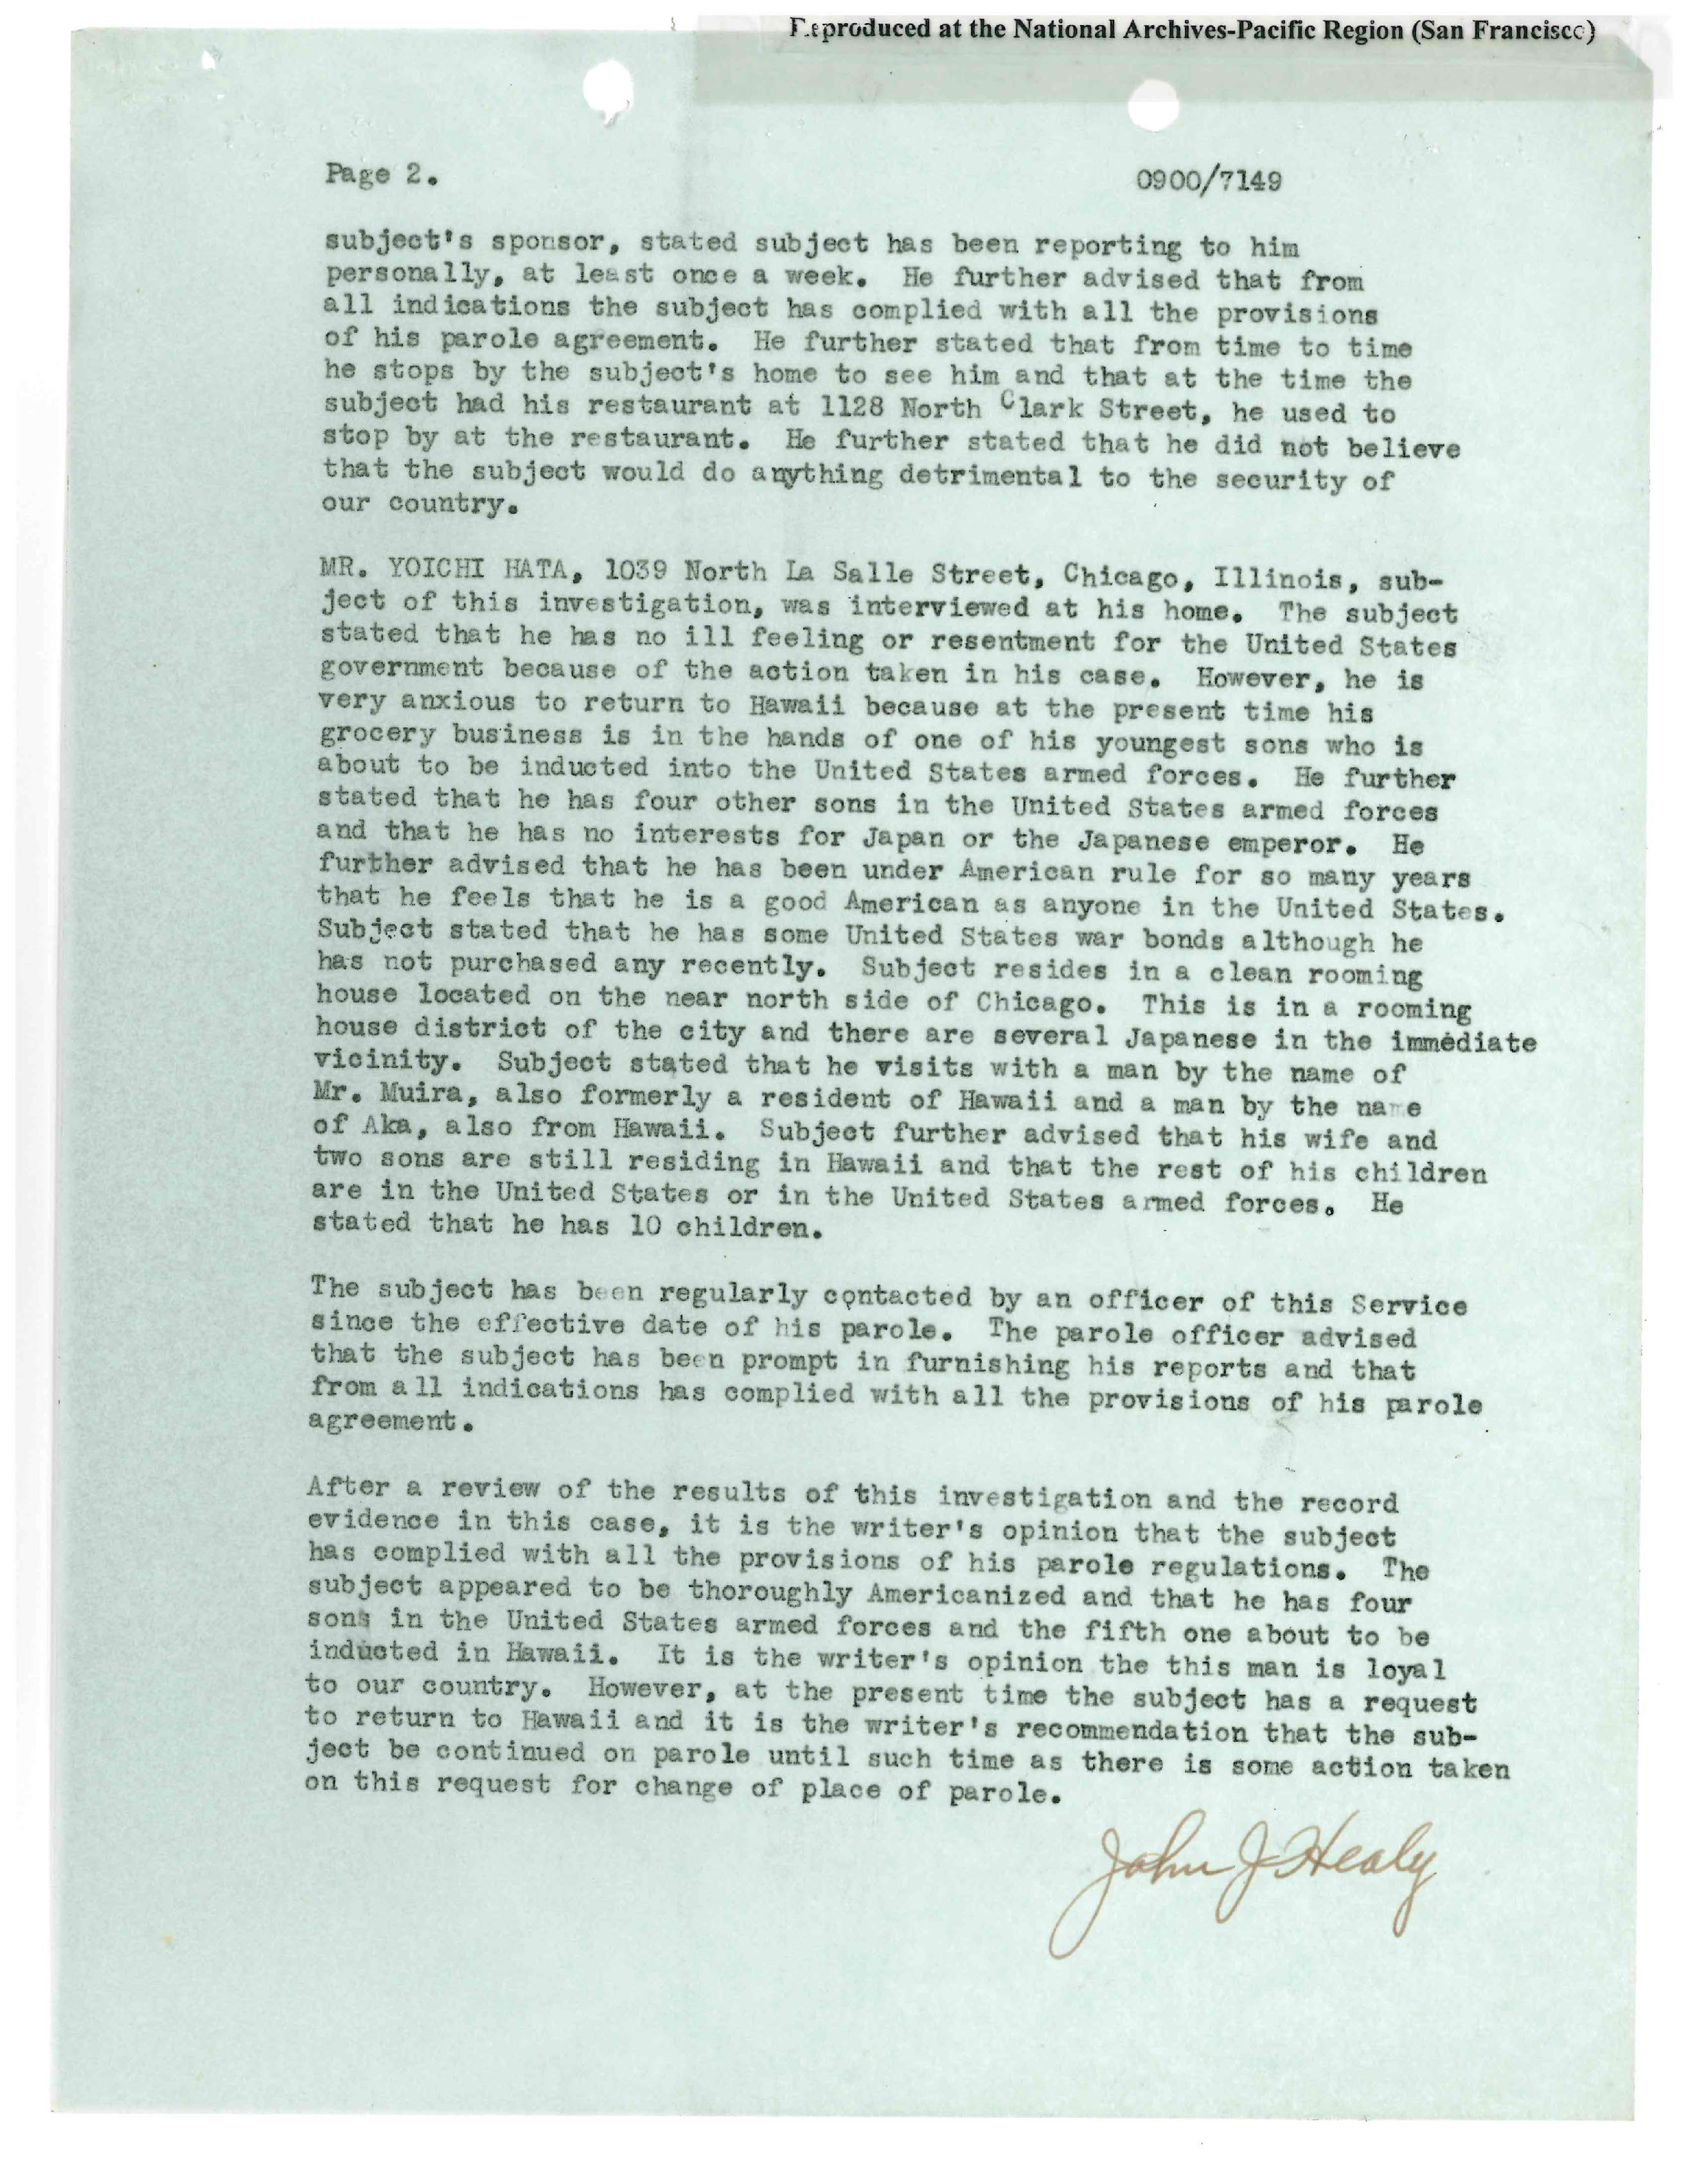 Reproduced at the National Archives-Pacific Region (San Francisco)
Page 2.
0900/7149
subject's sponsor, stated subject has been reporting to him
personally, at least once a week. He further advised that from
all indications the subject has complied with all the provisions
of his parole agreement. He further stated that from time to time
he stops by the subject's home to see him and that at the time the
subject had his restaurant at 1128 North Clark Street, he used to
stop by at the restaurant. He further stated that he did not believe
that the subject would do anything detrimental to the security of
our country.
MR. YOICHI HATA, 1039 North La Salle Street, Chicago, Illinois, sub-
ject of this investigation, was interviewed at his home. The subject
stated that he has no ill feeling or resentment for the United States
government because of the action taken in his case. However, he is
very anxious to return to Hawaii because at the present time his
grocery business is in the hands of one of his youngest sons who is
about to be inducted into the United States armed forces. He further
stated that he has four other sons in the United States armed forces
and that he has no interests for Japan or the Japanese emperor. He
further advised that he has been under American rule for so many years
that he feels that he is a good American as anyone in the United States.
Subject stated that he has some United States war bonds although he
has not purchased any recently. Subject resides in a clean rooming
house located on the near north side of Chicago. This is in a rooming
house district of the city and there are several Japanese in the immediate
vicinity. Subject stated that he visits with a man by the name of
Mr. Muira, also formerly a resident of Hawaii and a man by the name
of Aka, also from Hawaii. Subject further advised that his wife and
two sons are still residing in Hawaii and that the rest of his children
are in the United States or in the United States armed forces. He
stated that he has 10 children.
The subject has been regularly contacted by an officer of this Service
since the effective date of his parole. The parole officer advised
that the subject has been prompt in furnishing his reports and that
from all indications has complied with all the provisions of his parole
agreement.
After a review of the results of this investigation and the record
evidence in this case, it is the writer's opinion that the subject
has complied with all the provisions of his parole regulations. The
subject appeared to be thoroughly Americanized and that he has four
sons in the United States armed forces and the fifth one about to be
inducted in Hawaii. It is the writer's opinion the this man is loyal
to our country. However, at the present time the subject has a request
to return to Hawaii and it is the writer's recommendation that the sub-
ject be continued on parole until such time as there is some action taken
on this request for change of place of parole.
John J Healy